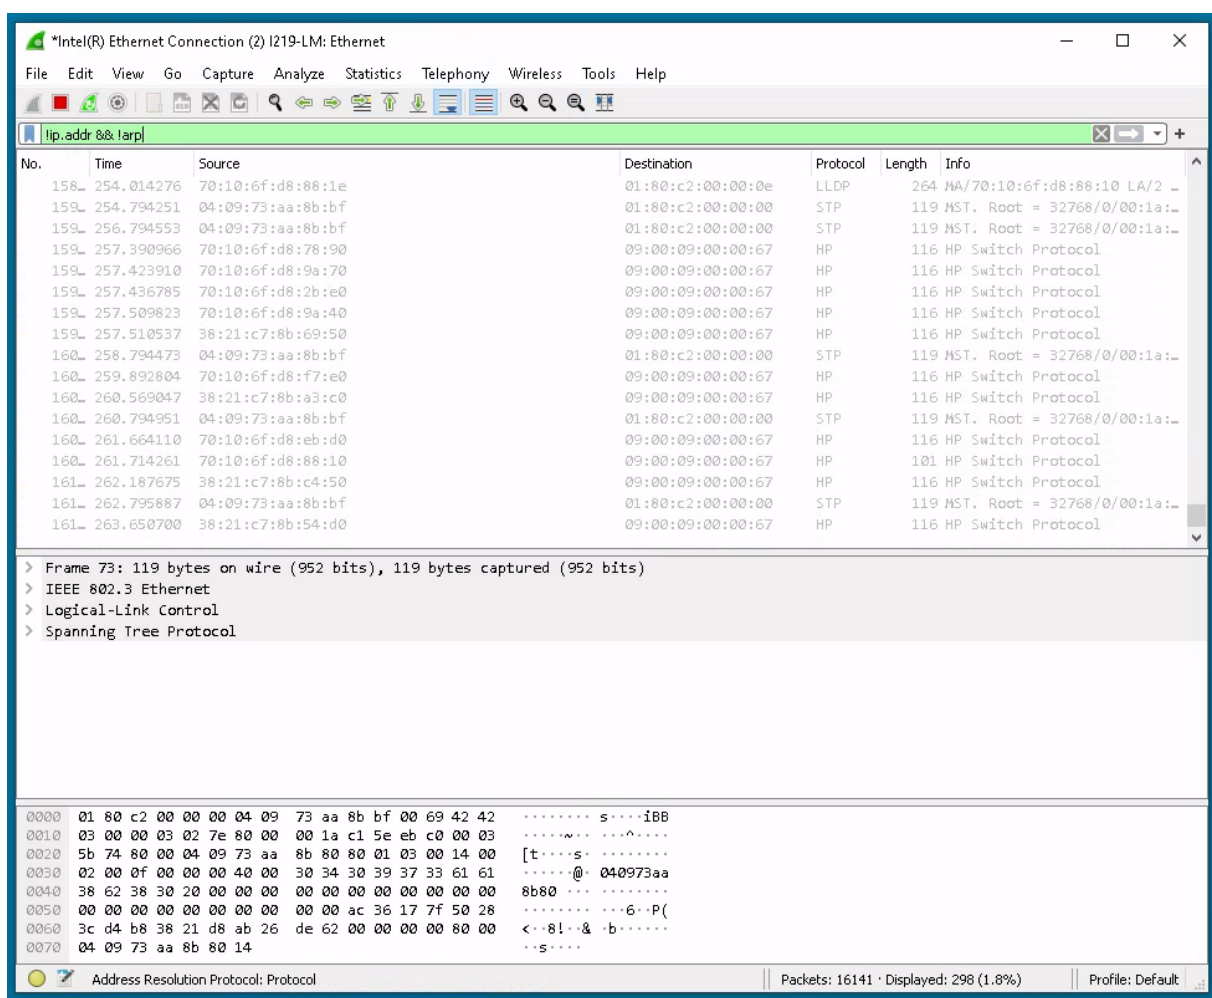 *Intel(R) Ethernet Connection (2) I219-LM: Ethernet
File Edit View Go Capture Analyze Statistics Telephony Wireless Tools Help
!ip.addr && !arp
No. Time Source Destination Protocol Length Info
158… 254.014276 70:10:6f:d8:88:1e 01:80:c2:00:00:0e LLDP 264 MA/70:10:6f:d8:88:10 LA/2 …
159… 254.794251 04:09:73:aa:8b:bf 01:80:c2:00:00:00 STP 119 MST. Root = 32768/0/00:1a:…
159… 256.794553 04:09:73:aa:8b:bf 01:80:c2:00:00:00 STP 119 MST. Root = 32768/0/00:1a:…
159… 257.390966 70:10:6f:d8:78:90 09:00:09:00:00:67 HP 116 HP Switch Protocol
159… 257.423910 70:10:6f:d8:9a:70 09:00:09:00:00:67 HP 116 HP Switch Protocol
159… 257.436785 70:10:6f:d8:2b:e0 09:00:09:00:00:67 HP 116 HP Switch Protocol
159… 257.509823 70:10:6f:d8:9a:40 09:00:09:00:00:67 HP 116 HP Switch Protocol
159… 257.510537 38:21:c7:8b:69:50 09:00:09:00:00:67 HP 116 HP Switch Protocol
160… 258.794473 04:09:73:aa:8b:bf 01:80:c2:00:00:00 STP 119 MST. Root = 32768/0/00:1a:…
160… 259.892804 70:10:6f:d8:f7:e0 09:00:09:00:00:67 HP 116 HP Switch Protocol
160… 260.569047 38:21:c7:8b:a3:c0 09:00:09:00:00:67 HP 116 HP Switch Protocol
160… 260.794951 04:09:73:aa:8b:bf 01:80:c2:00:00:00 STP 119 MST. Root = 32768/0/00:1a:…
160… 261.664110 70:10:6f:d8:eb:d0 09:00:09:00:00:67 HP 116 HP Switch Protocol
160… 261.714261 70:10:6f:d8:88:10 09:00:09:00:00:67 HP 101 HP Switch Protocol
161… 262.187675 38:21:c7:8b:c4:50 09:00:09:00:00:67 HP 116 HP Switch Protocol
161… 262.795887 04:09:73:aa:8b:bf 01:80:c2:00:00:00 STP 119 MST. Root = 32768/0/00:1a:…
161… 263.650700 38:21:c7:8b:54:d0 09:00:09:00:00:67 HP 116 HP Switch Protocol
> Frame 73: 119 bytes on wire (952 bits), 119 bytes captured (952 bits)
> IEEE 802.3 Ethernet
> Logical-Link Control
> Spanning Tree Protocol
0000 01 80 c2 00 00 00 04 09 73 aa 8b bf 00 69 42 42 ········ s····iBB
0010 03 00 00 03 02 7e 80 00 00 1a c1 5e eb c0 00 03 ·····~·· ···^····
0020 5b 74 80 00 04 09 73 aa 8b 80 80 01 03 00 14 00 [t····s· ········
0030 02 00 0f 00 00 00 40 00 30 34 30 39 37 33 61 61 ······@· 040973aa
0040 38 62 38 30 20 00 00 00 00 00 00 00 00 00 00 00 8b80 ··· ········
0050 00 00 00 00 00 00 00 00 00 00 ac 36 17 7f 50 28 ········ ···6··P(
0060 3c d4 b8 38 21 d8 ab 26 de 62 00 00 00 00 80 00 <··8!··& ·b······
0070 04 09 73 aa 8b 80 14 ··s····
Address Resolution Protocol: Protocol Packets: 16141 · Displayed: 298 (1.8%) Profile: Default